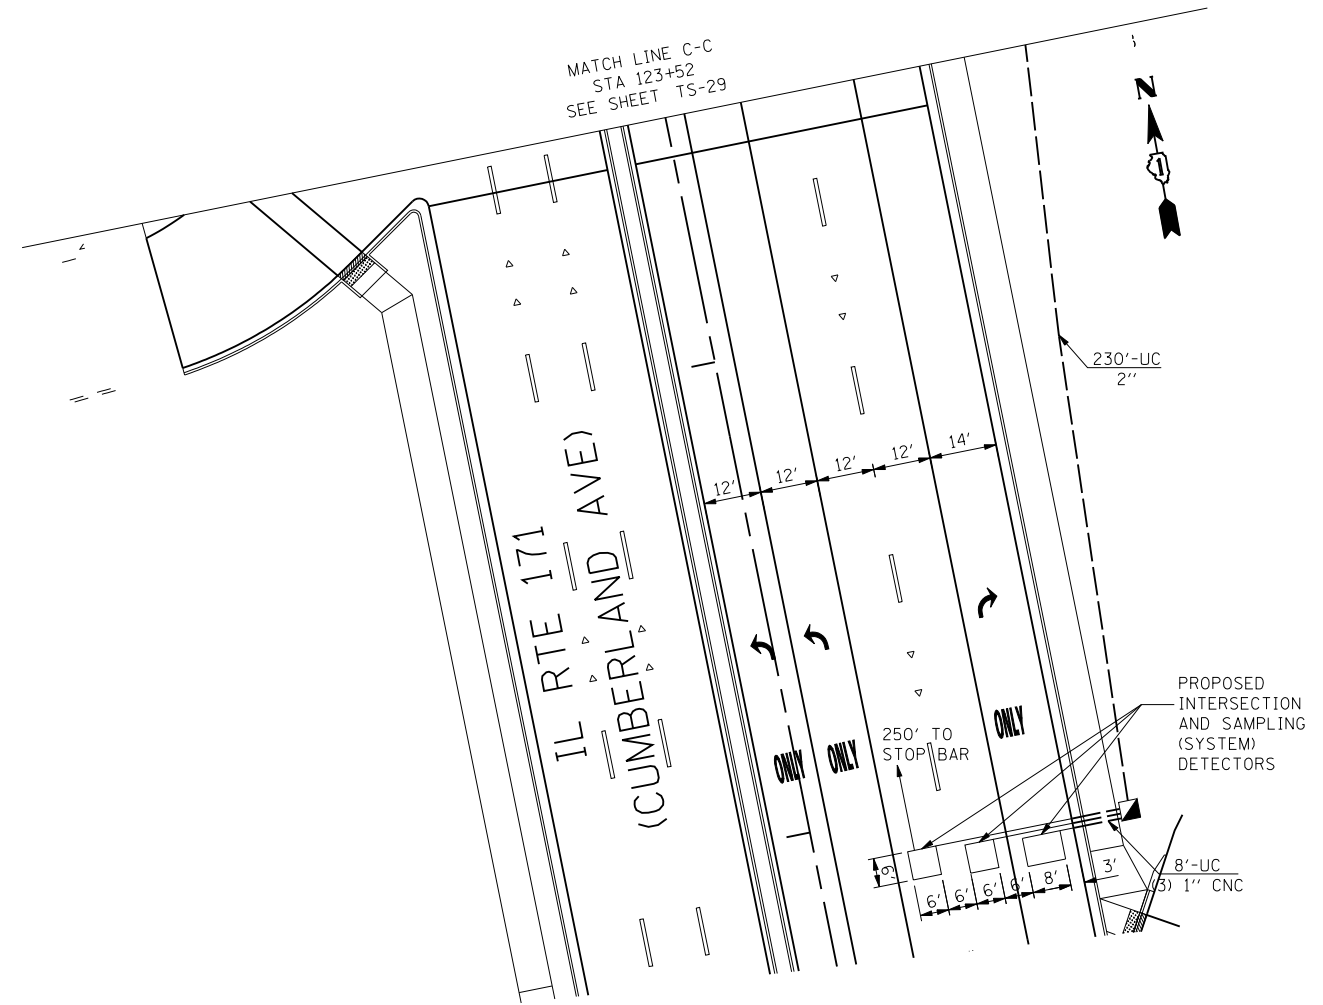 MATCH LINE C-C
STA 123+52
SEE SHEET TS-29
N
1
230'-UC
2"
12' 12' 12' 12' 14'
IL RTE 171
(CUMBERLAND AVE)
PROPOSED
INTERSECTION
AND SAMPLING
(SYSTEM)
DETECTORS
250' TO
STOP BAR
ONLY ONLY ONLY
6'
6' 6' 6' 6' 8' 3'
8'-UC
(3) 1" CNC